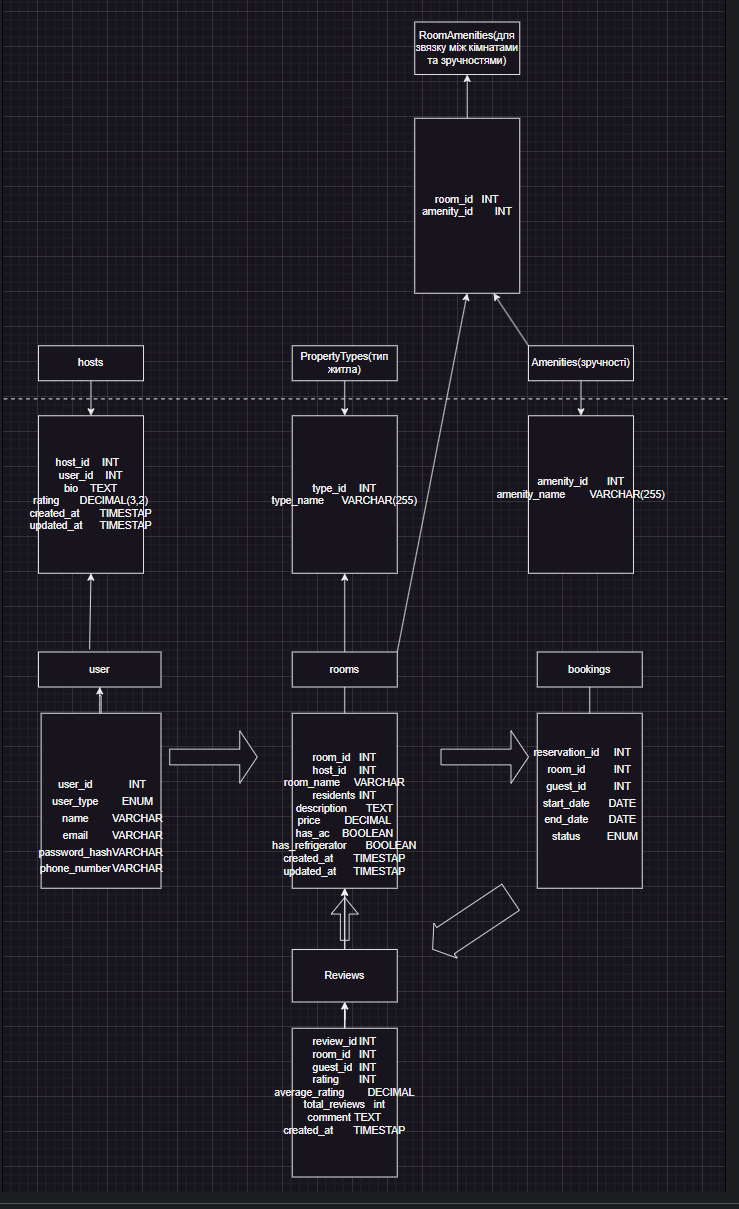 RoomAmenities(для
звязку між кімнатами
та зручностями)
room_id INT
amenity_id INT
hosts
PropertyTypes(тип
житла)
Amenities(зручності)
host_id INT
user_id INT
bio TEXT
rating DECIMAL(3,2)
created_at TIMESTAP
updated_at TIMESTAP
type_id INT
type_name VARCHAR(255)
amenity_id INT
amenity_name VARCHAR(255)
user
rooms
bookings
user_id INT
user_type ENUM
name VARCHAR
email VARCHAR
password_hash VARCHAR
phone_number VARCHAR
room_id INT
host_id INT
room_name VARCHAR
residents INT
description TEXT
price DECIMAL
has_ac BOOLEAN
has_refrigerator BOOLEAN
created_at TIMESTAP
updated_at TIMESTAP
reservation_id INT
room_id INT
guest_id INT
start_date DATE
end_date DATE
status ENUM
Reviews
review_id INT
room_id INT
guest_id INT
rating INT
average_rating DECIMAL
total_reviews int
comment TEXT
created_at TIMESTAP